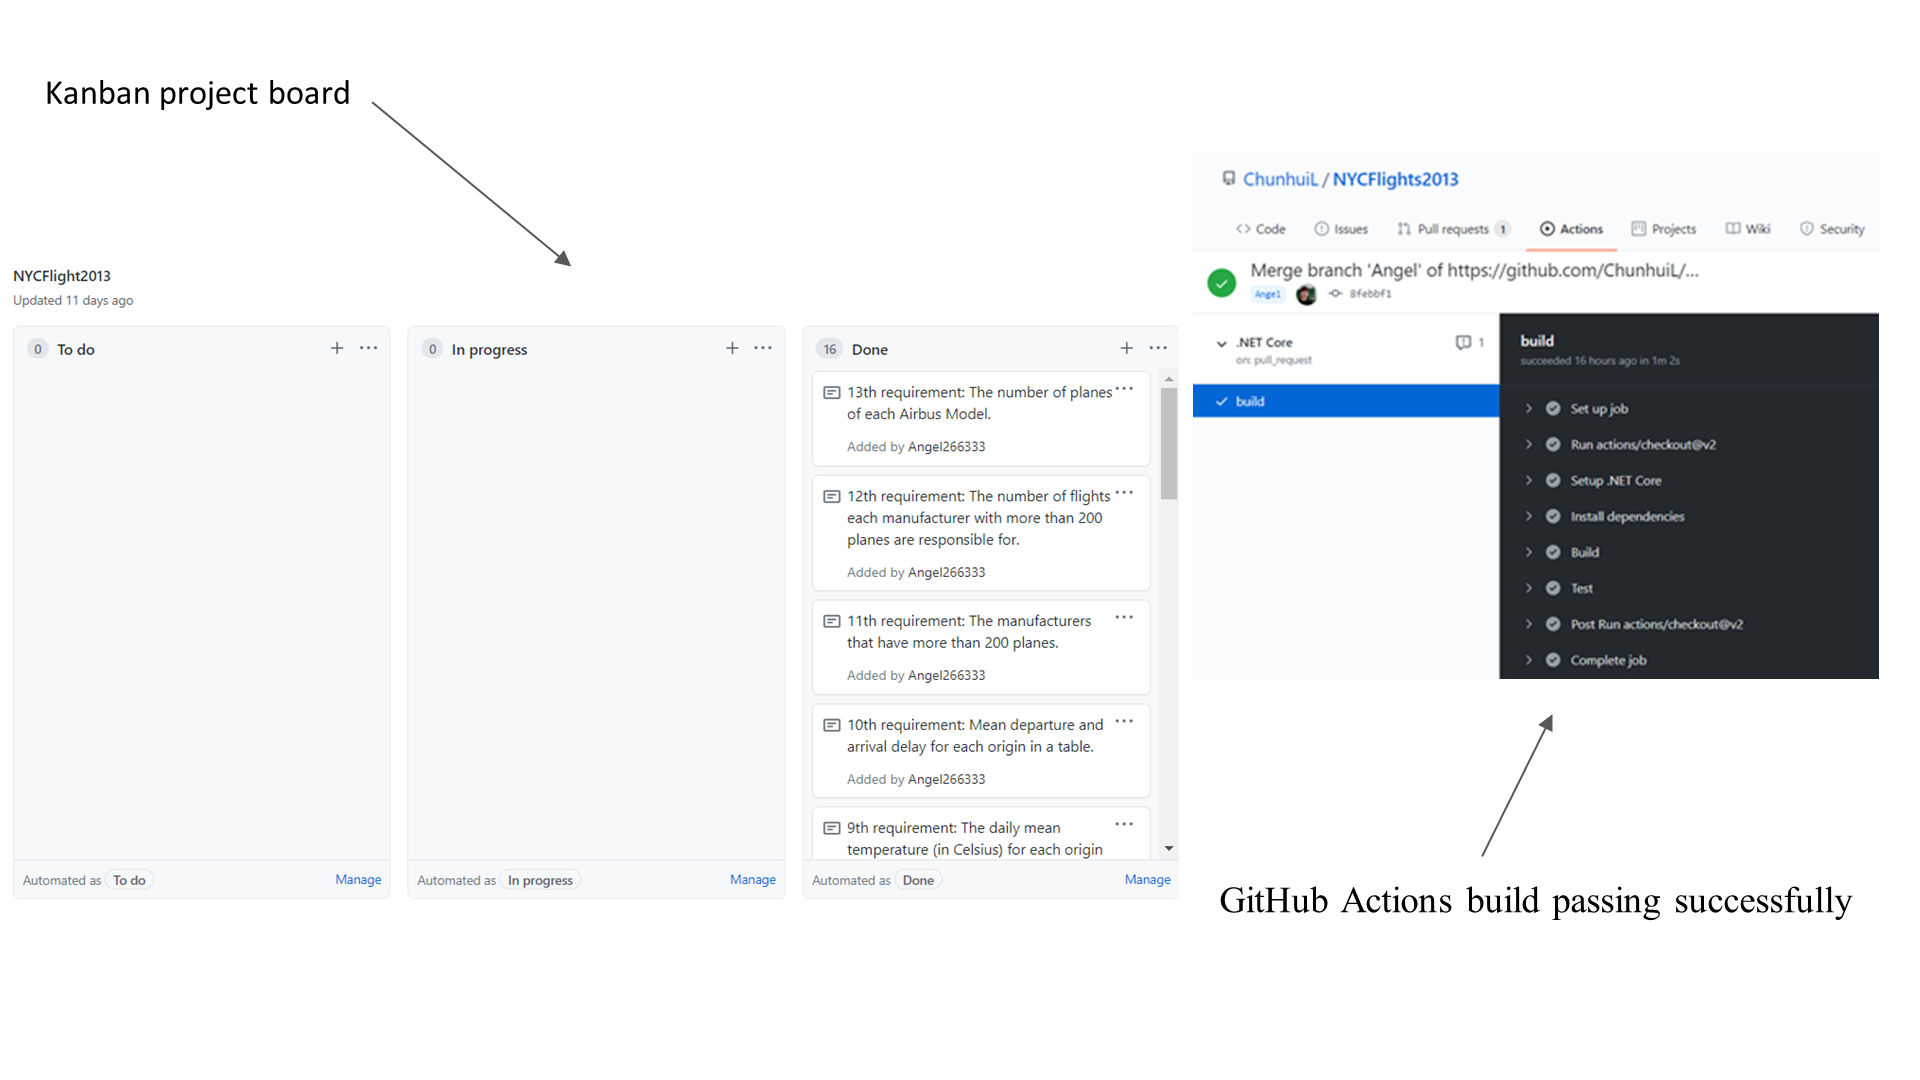 Kanban project board
NYCFlight2013
Updated 11 days ago
0 To do
Automated as To do Manage
0 In progress
Automated as In progress Manage
16 Done
13th requirement: The number of planes
of each Airbus Model.
Added by Angel266333
12th requirement: The number of flights
each manufacturer with more than 200
planes are responsible for.
Added by Angel266333
11th requirement: The manufacturers
that have more than 200 planes.
Added by Angel266333
10th requirement: Mean departure and
arrival delay for each origin in a table.
Added by Angel266333
9th requirement: The daily mean
temperature (in Celsius) for each origin
Automated as Done Manage
ChunhuiL / NYCFlights2013
Code Issues Pull requests 1 Actions Projects Wiki Security
Merge branch 'Angel' of https://github.com/ChunhuiL/...
Angel 8febbf1
.NET Core 1
on: pull_request
build
build
succeeded 16 hours ago in 1m 2s
Set up job
Run actions/checkout@v2
Setup .NET Core
Install dependencies
Build
Test
Post Run actions/checkout@v2
Complete job
GitHub Actions build passing successfully